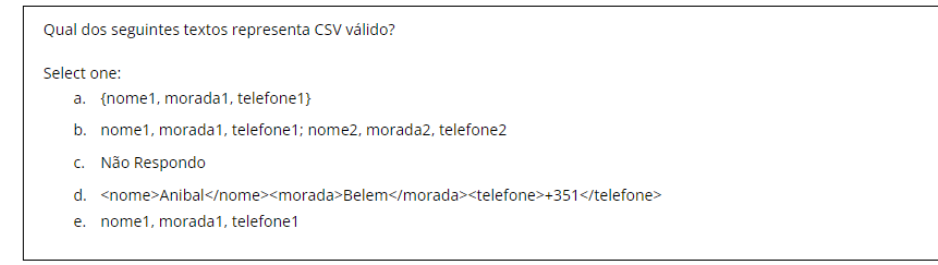 Qual dos seguintes textos representa CSV válido?
Select one:
a. {nome1, morada1, telefone1}
b. nome1, morada1, telefone1; nome2, morada2, telefone2
c. Não Respondo
d. <nome>Anibal</nome><morada>Belem</morada><telefone>+351</telefone>
e. nome1, morada1, telefone1